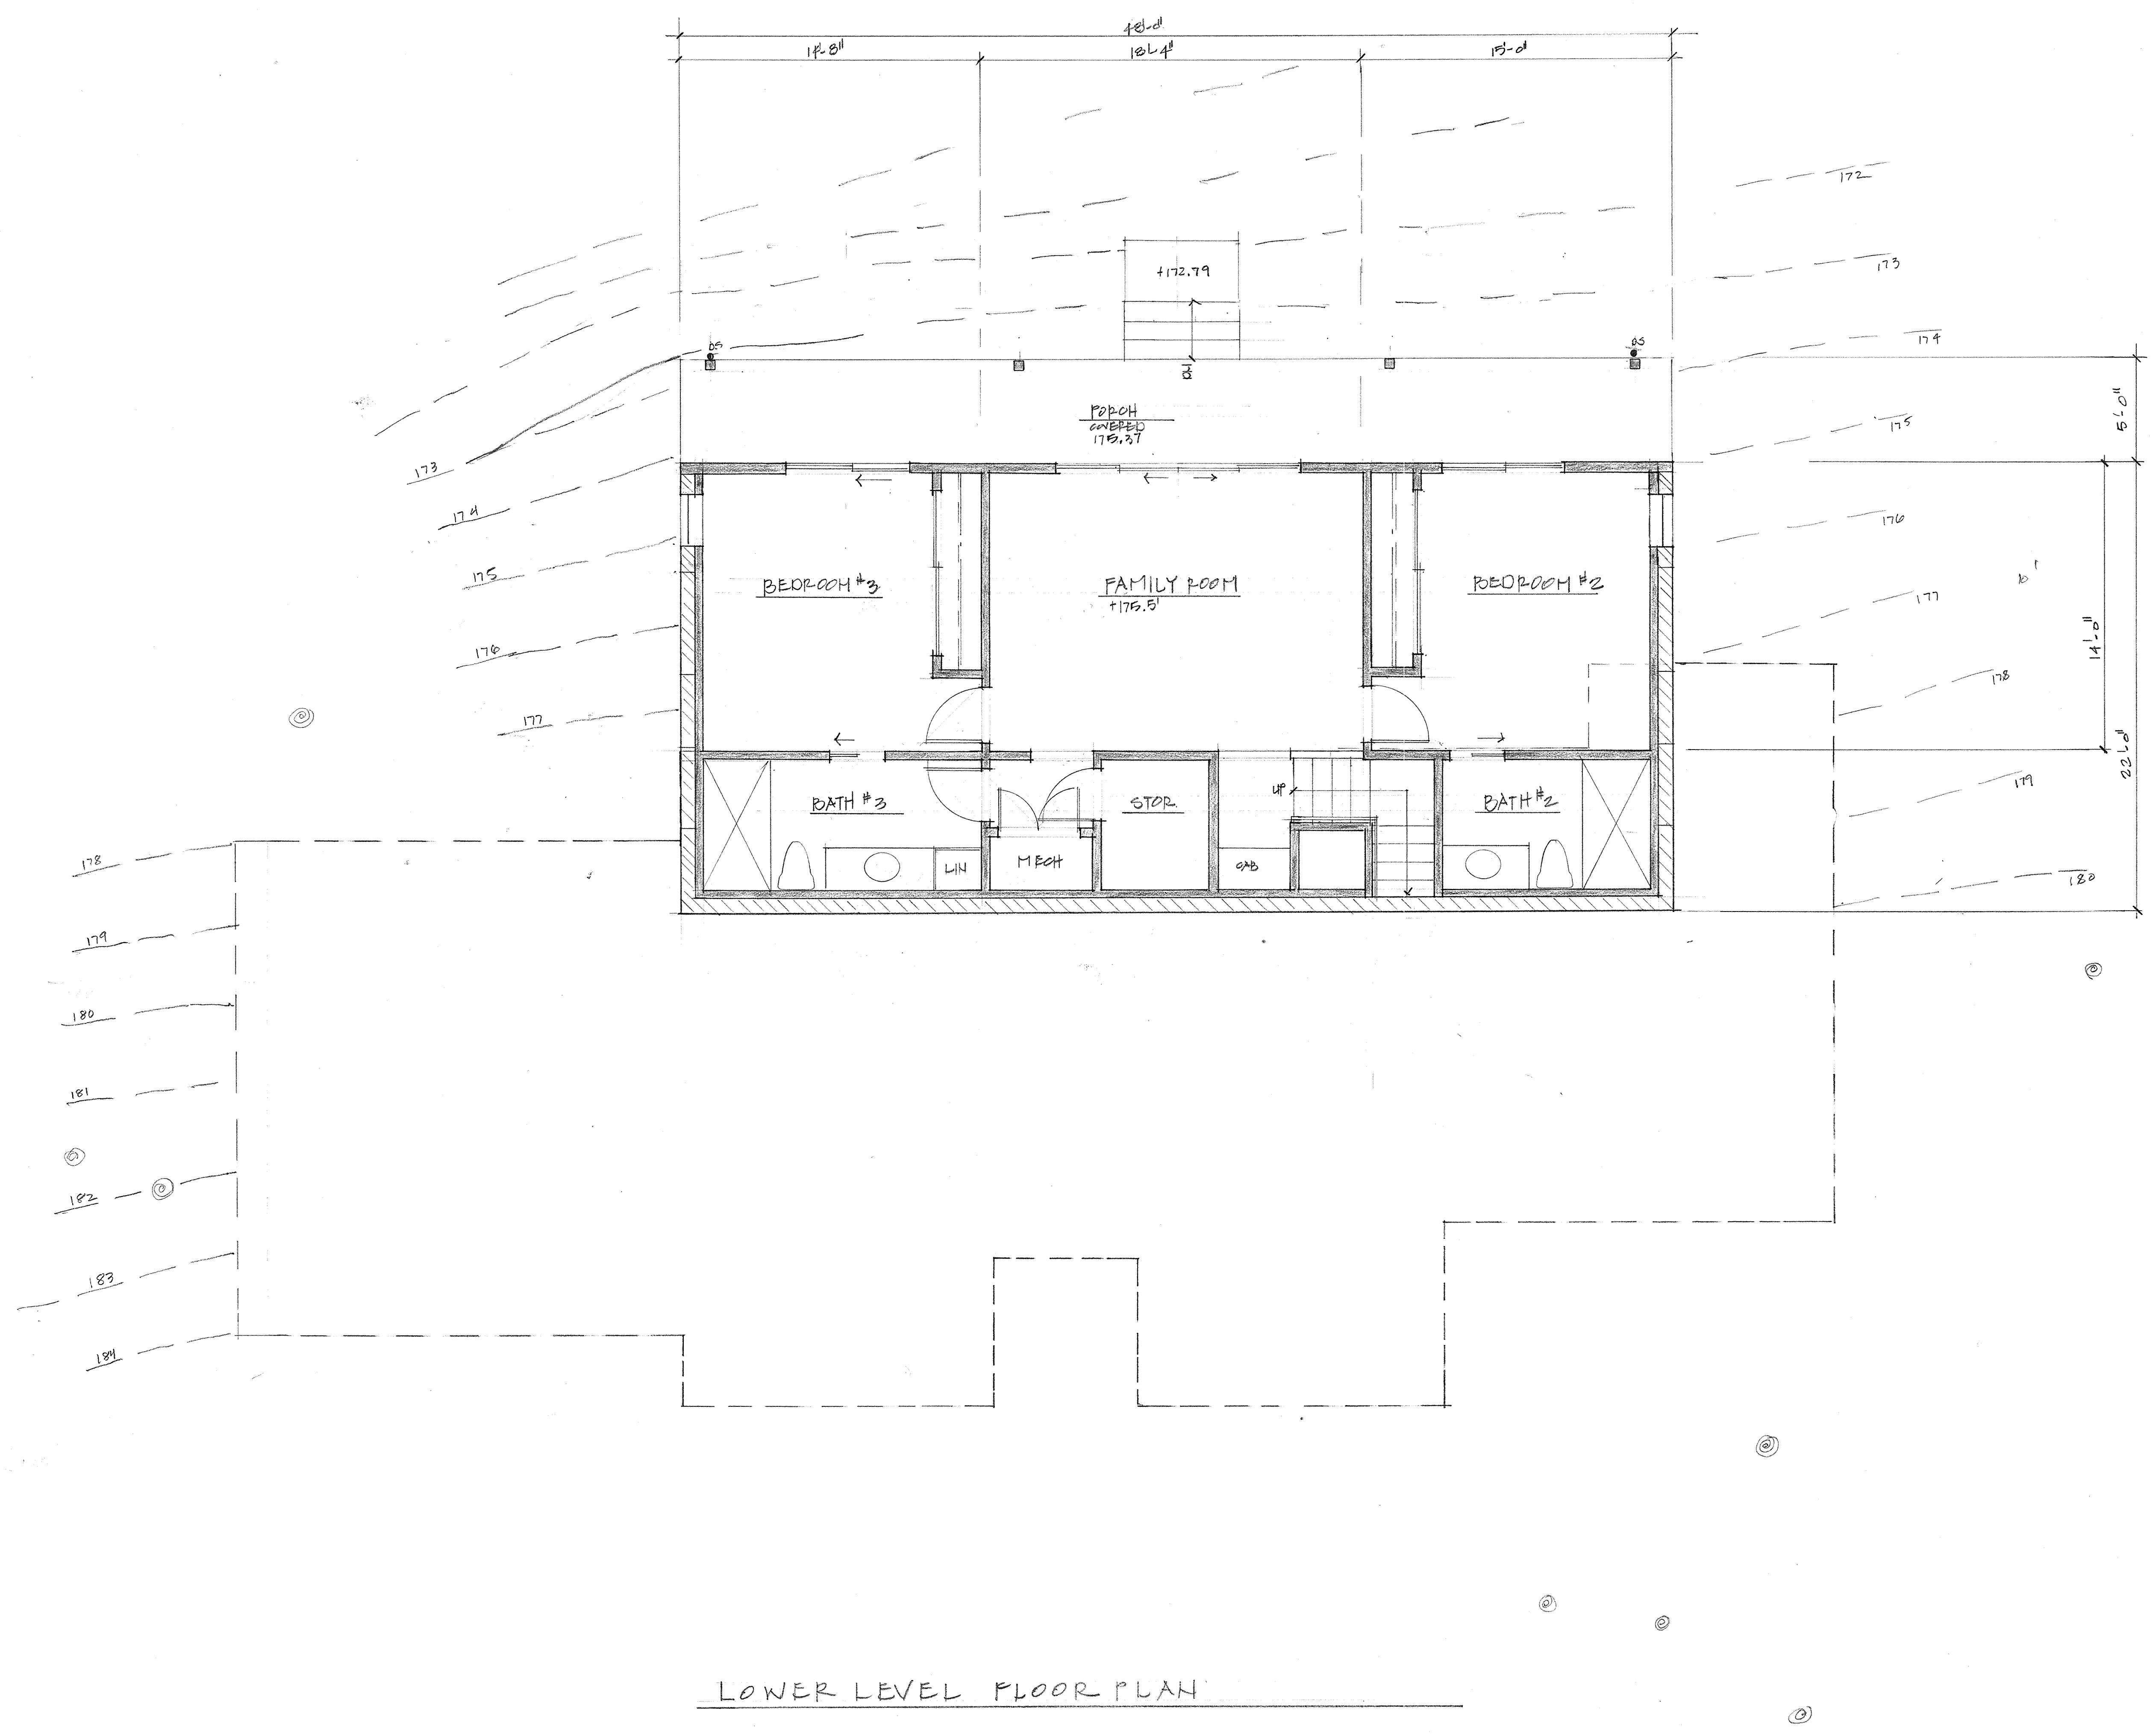 48'-0"
14'-8"
18'-4"
15'-0"
172
+172.79
173
174
DS
DS
DN
5'-0"
PORCH
COVERED
175.37
175
173
174
176
175
BEDROOM #3
FAMILY ROOM
+175.5'
BEDROOM #2
10'
177
14'-0"
176
178
177
22'-0"
179
UP
BATH #3
STOR.
BATH #2
178
MECH
LIN
CAB
180
179
180
181
182
183
184
LOWER LEVEL FLOOR PLAN